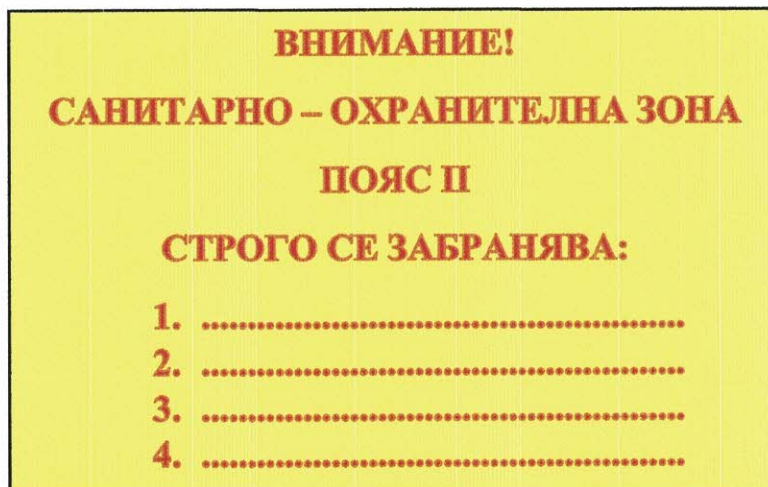 ВНИМАНИЕ!
САНИТАРНО – ОХРАНИТЕЛНА ЗОНА
ПОЯС II
СТРОГО СЕ ЗАБРАНЯВА:
1. ....................................................
2. ....................................................
3. ....................................................
4. ....................................................